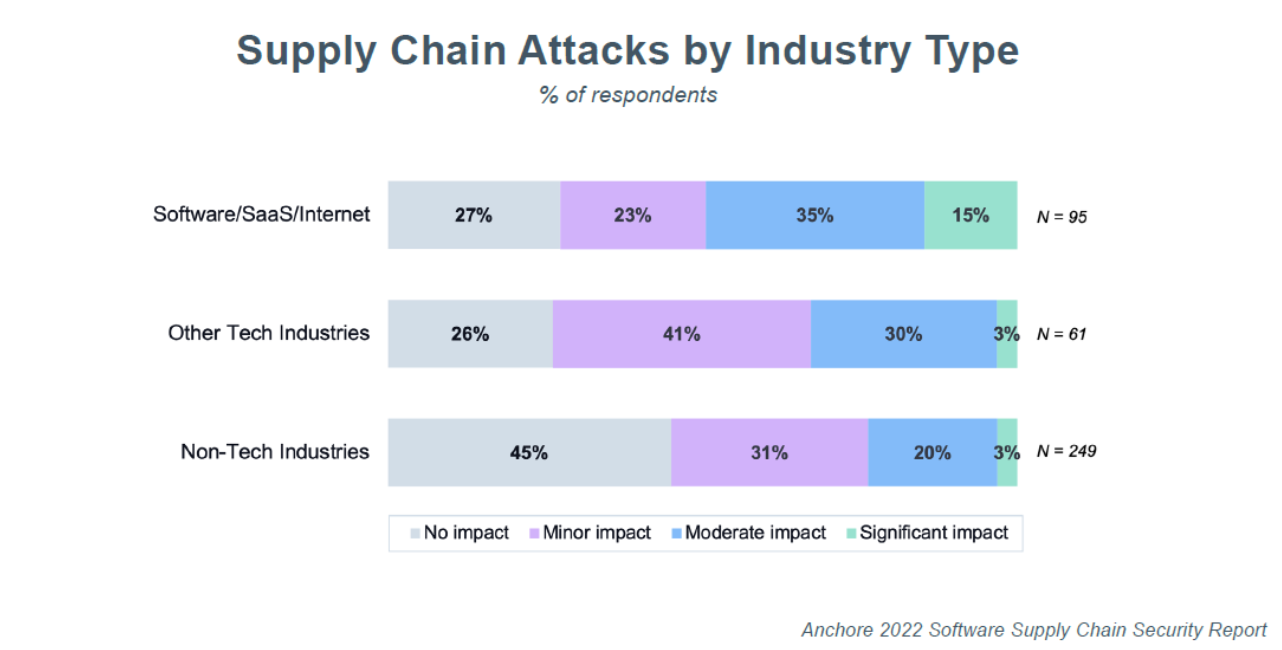 Supply Chain Attacks by Industry Type
% of respondents
Software/SaaS/Internet 27% 23% 35% 15% N = 95
Other Tech Industries 26% 41% 30% 3% N = 61
Non-Tech Industries 45% 31% 20% 3% N = 249
No impact Minor impact Moderate impact Significant impact
Anchore 2022 Software Supply Chain Security Report